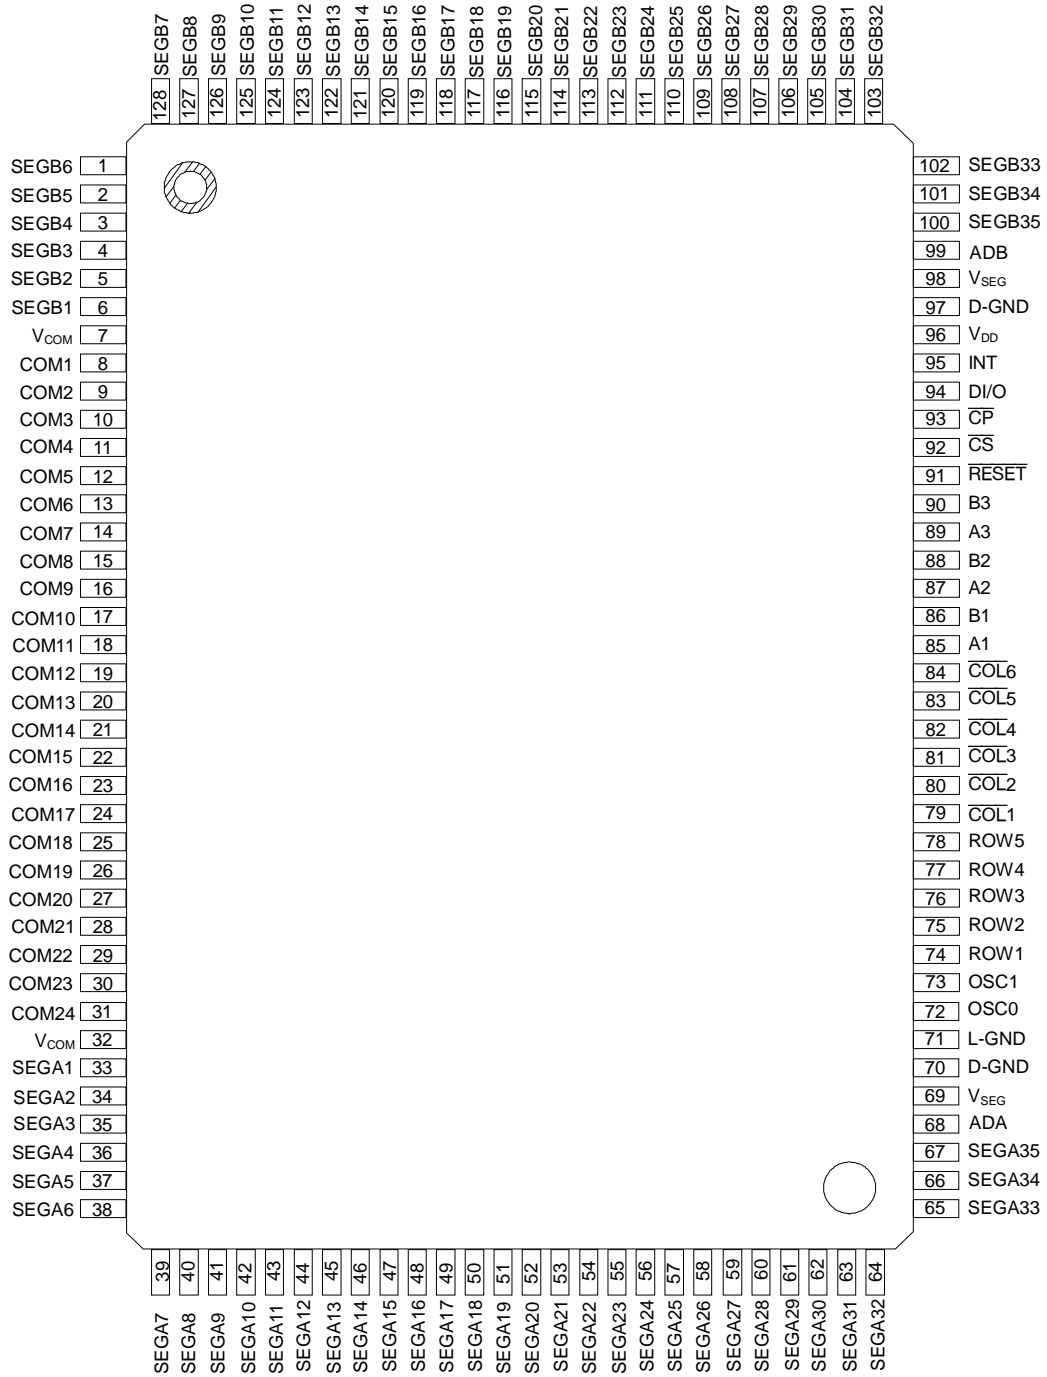 SEGB7 SEGB8 SEGB9 SEGB10 SEGB11 SEGB12 SEGB13 SEGB14 SEGB15 SEGB16 SEGB17 SEGB18 SEGB19 SEGB20 SEGB21 SEGB22 SEGB23 SEGB24 SEGB25 SEGB26 SEGB27 SEGB28 SEGB29 SEGB30 SEGB31 SEGB32
128 127 126 125 124 123 122 121 120 119 118 117 116 115 114 113 112 111 110 109 108 107 106 105 104 103
SEGB6 1 102 SEGB33
SEGB5 2 101 SEGB34
SEGB4 3 100 SEGB35
SEGB3 4 99 ADB
SEGB2 5 98 VSEG
SEGB1 6 97 D-GND
VCOM 7 96 VDD
COM1 8 95 INT
COM2 9 94 DI/O
COM3 10 93 CP
COM4 11 92 CS
COM5 12 91 RESET
COM6 13 90 B3
COM7 14 89 A3
COM8 15 88 B2
COM9 16 87 A2
COM10 17 86 B1
COM11 18 85 A1
COM12 19 84 COL6
COM13 20 83 COL5
COM14 21 82 COL4
COM15 22 81 COL3
COM16 23 80 COL2
COM17 24 79 COL1
COM18 25 78 ROW5
COM19 26 77 ROW4
COM20 27 76 ROW3
COM21 28 75 ROW2
COM22 29 74 ROW1
COM23 30 73 OSC1
COM24 31 72 OSC0
VCOM 32 71 L-GND
SEGA1 33 70 D-GND
SEGA2 34 69 VSEG
SEGA3 35 68 ADA
SEGA4 36 67 SEGA35
SEGA5 37 66 SEGA34
SEGA6 38 65 SEGA33
39 40 41 42 43 44 45 46 47 48 49 50 51 52 53 54 55 56 57 58 59 60 61 62 63 64
SEGA7 SEGA8 SEGA9 SEGA10 SEGA11 SEGA12 SEGA13 SEGA14 SEGA15 SEGA16 SEGA17 SEGA18 SEGA19 SEGA20 SEGA21 SEGA22 SEGA23 SEGA24 SEGA25 SEGA26 SEGA27 SEGA28 SEGA29 SEGA30 SEGA31 SEGA32